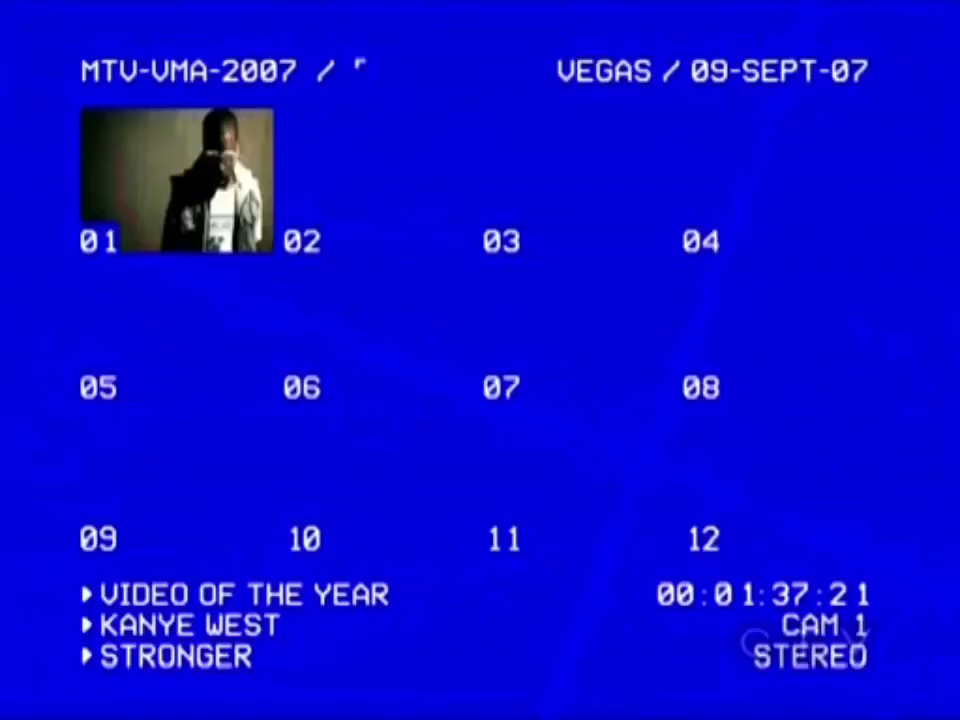 MTV-VMA-2007 /
VEGAS / 09-SEPT-07
01 02 03 04
05 06 07 08
09 10 11 12
VIDEO OF THE YEAR
00:01:37:21
KANYE WEST
CAM 1
STRONGER
STEREO